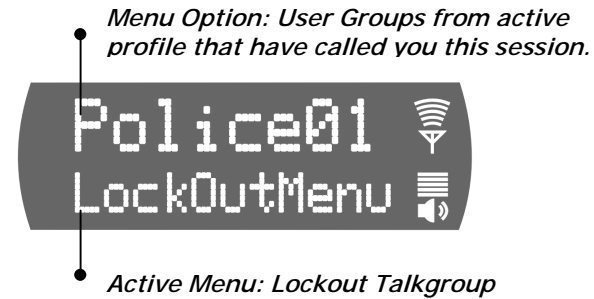 Menu Option: User Groups from active
profile that have called you this session.
Police01
LockOutMenu
Active Menu: Lockout Talkgroup